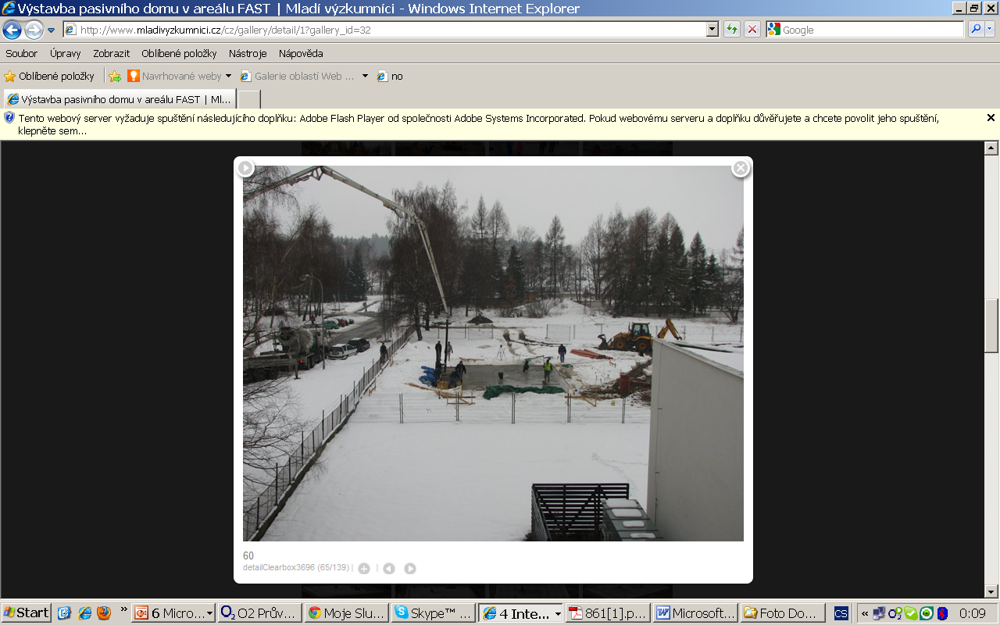 Výstavba pasivního domu v areálu FAST | Mladí výzkumníci - Windows Internet Explorer
http://www.mladivyzkumnici.cz/cz/gallery/detail/1?gallery_id=32
Google
Soubor Úpravy Zobrazit Oblíbené položky Nástroje Nápověda
Oblíbené položky Navrhované weby Galerie oblastí Web ... no
Výstavba pasivního domu v areálu FAST | Ml...
Tento webový server vyžaduje spuštění následujícího doplňku: Adobe Flash Player od společnosti Adobe Systems Incorporated. Pokud webovému serveru a doplňku důvěřujete a chcete povolit jeho spuštění,
klepněte sem...
60
detailClearbox3696 (65/139) | |
Start » 6 Micro... O2 Prův... Moje Slu... Skype™ ... 4 Inte... 861[1].p... Microsoft... Foto Do... CS « 0:09